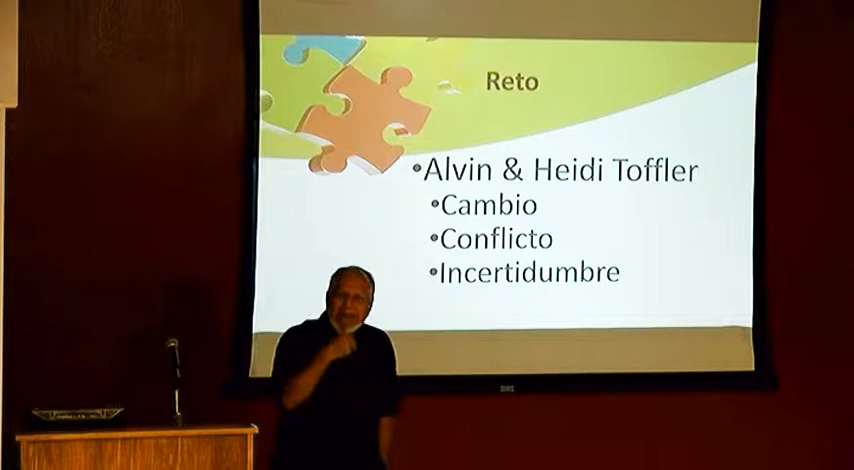 Reto
•Alvin & Heidi Toffler
•Cambio
•Conflicto
•Incertidumbre